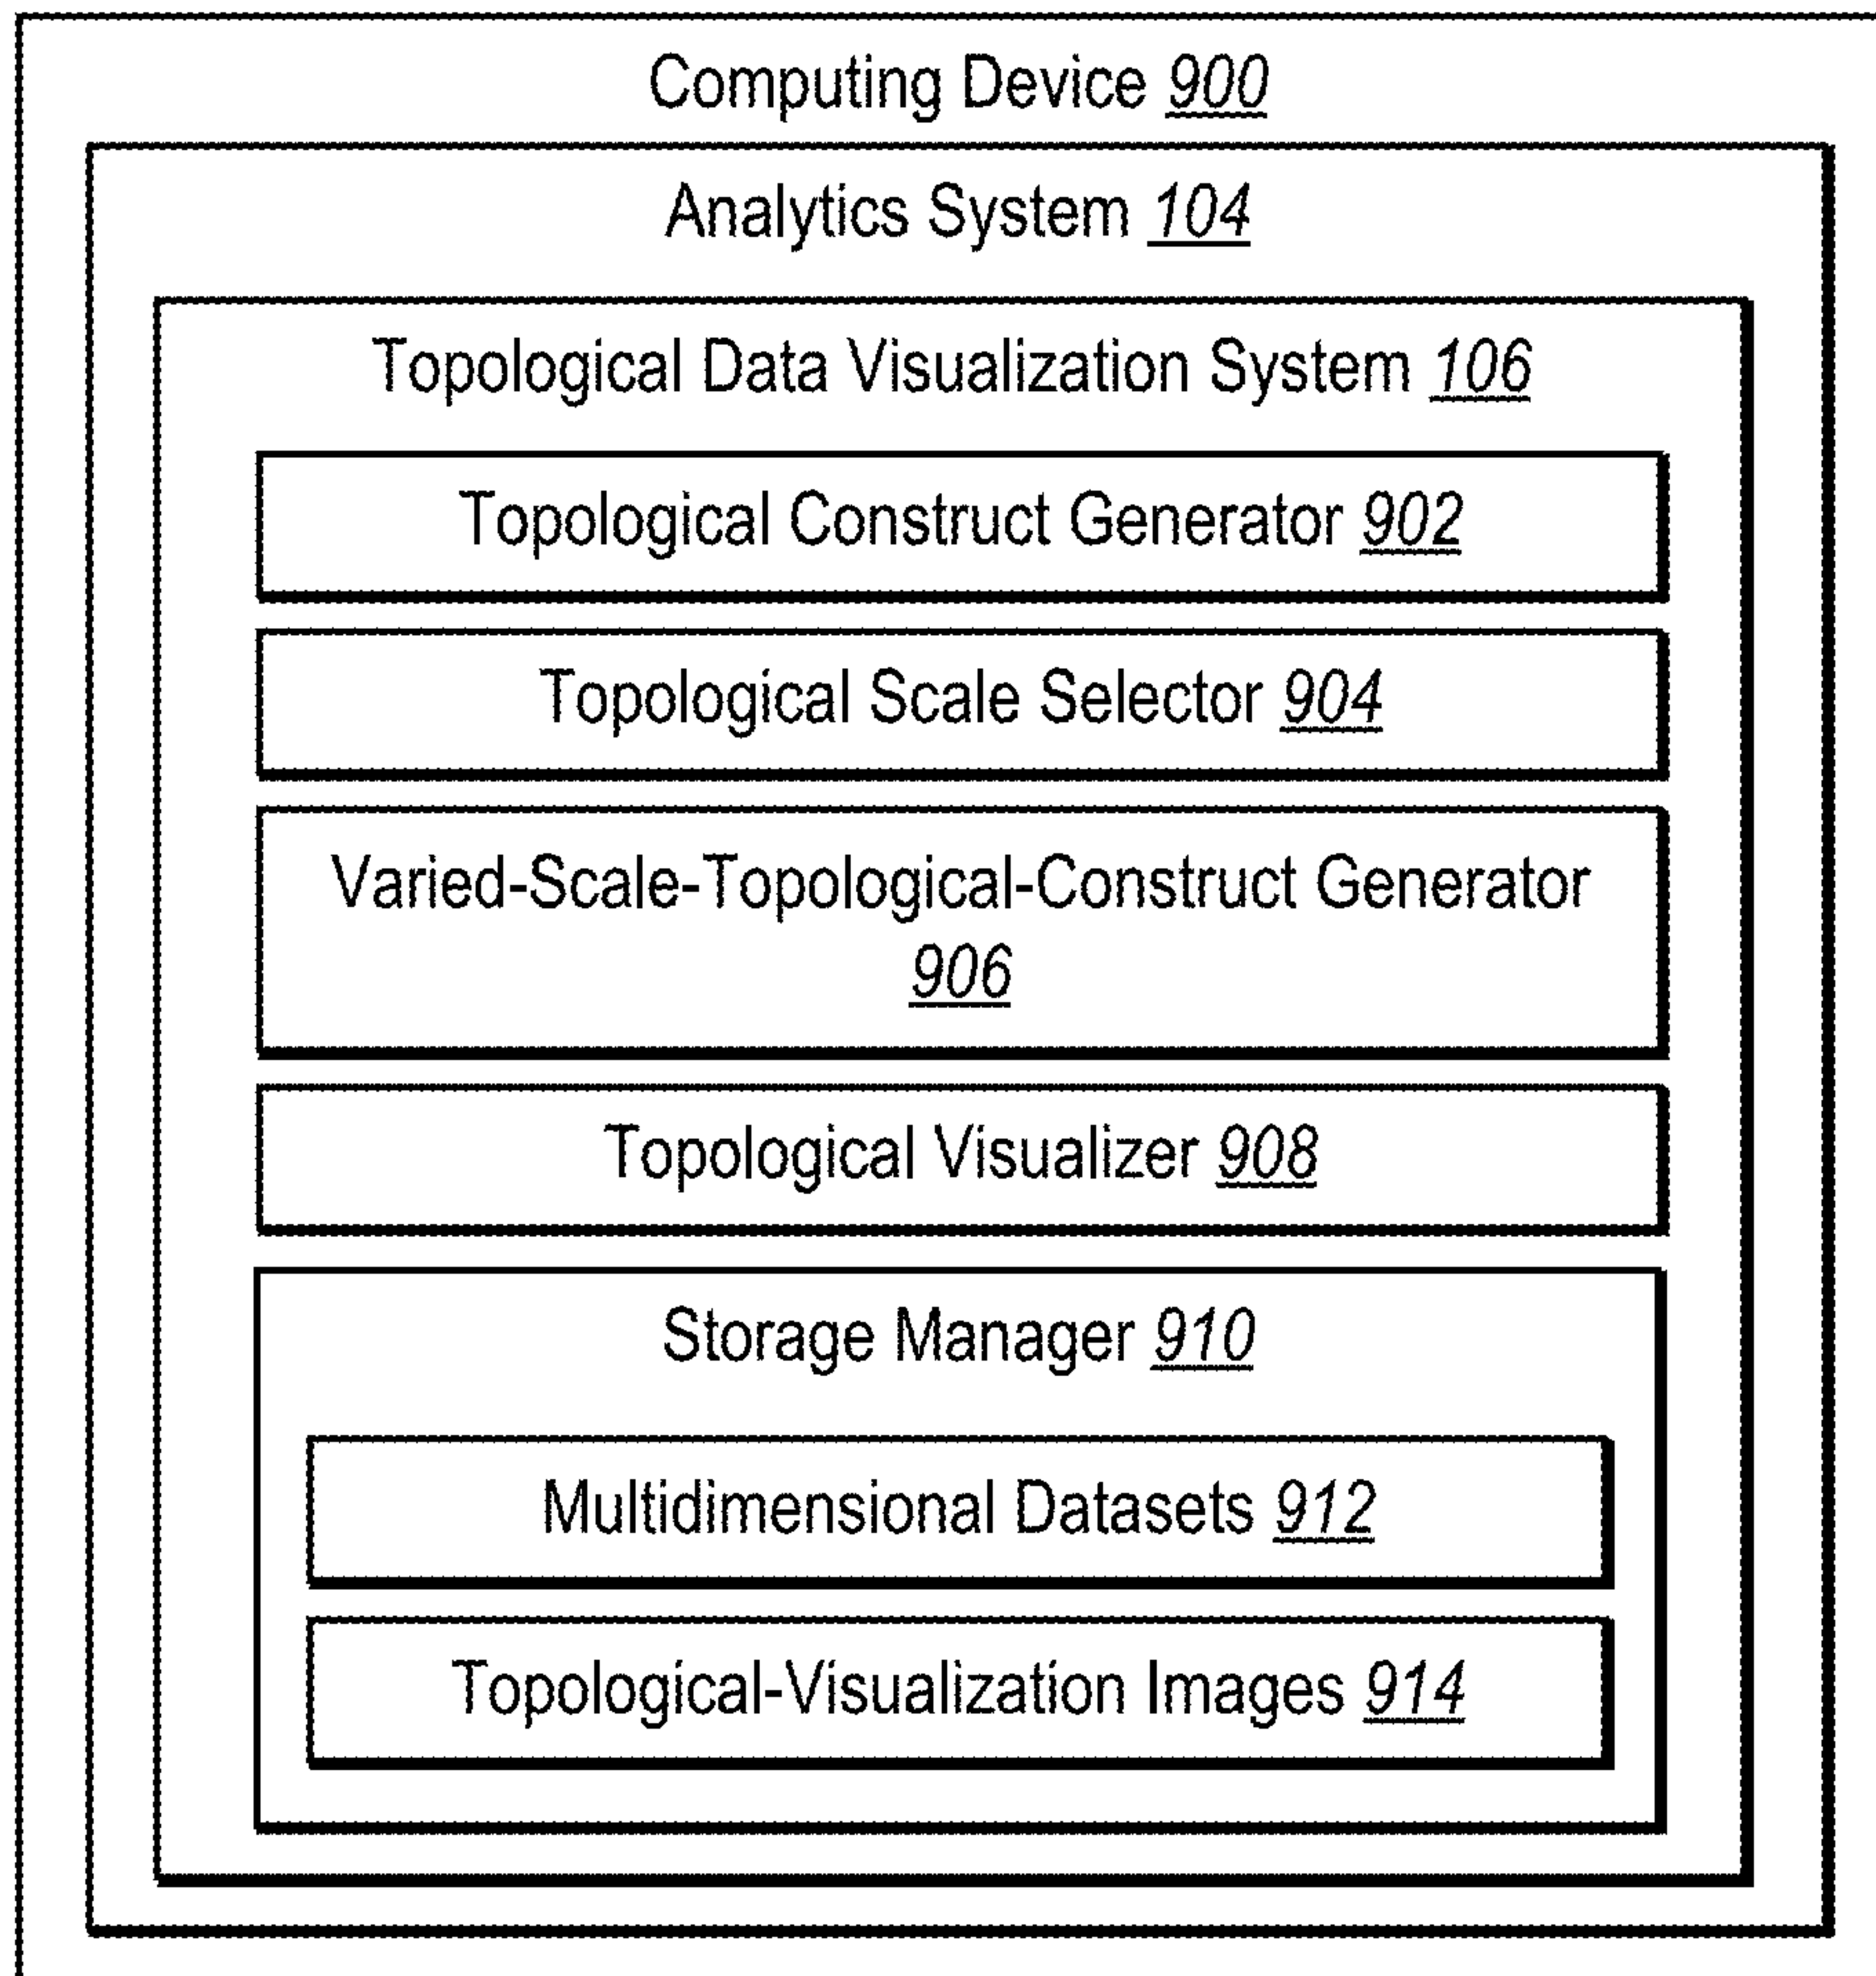 Computing Device 900
Analytics System 104
Topological Data Visualization System 106
Topological Construct Generator 902
Topological Scale Selector 904
Varied-Scale-Topological-Construct Generator
906
Topological Visualizer 908
Storage Manager 910
Multidimensional Datasets 912
Topological-Visualization Images 914